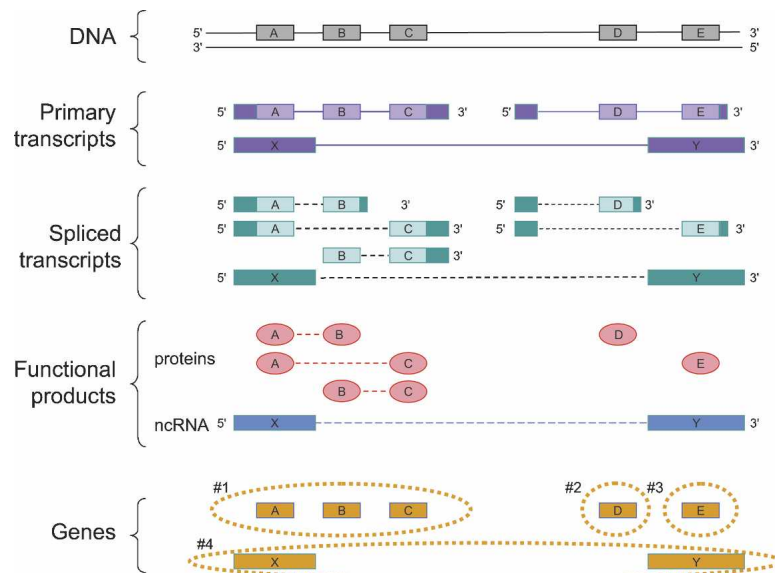 DNA
5' A B C D E 3'
3' 5'
Primary
transcripts
5' A B C 3' 5' D E 3'
5' X Y 3'
Spliced
transcripts
5' A B 3' 5' D 3'
5' A C 3' 5' E 3'
B C 3'
5' X Y 3'
Functional
products
proteins
A B D
A C E
B C
ncRNA 5' X Y 3'
Genes
#1 #2 #3
A B C D E
#4
X Y